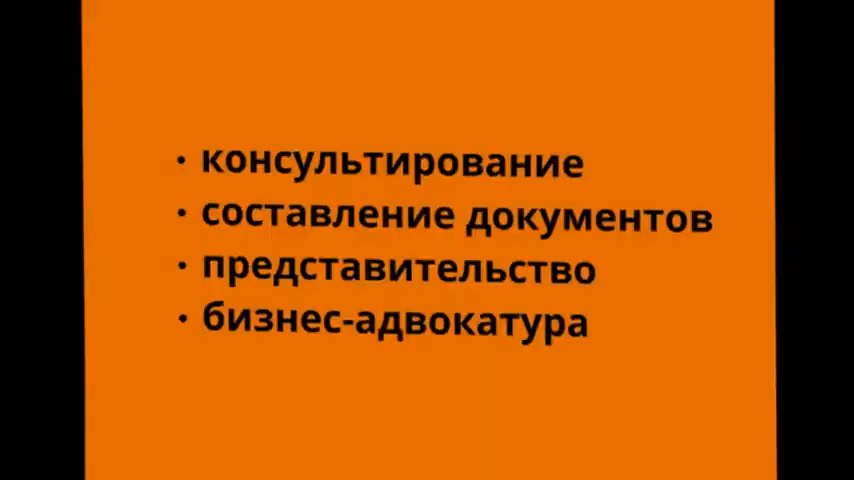 • консультирование
• составление документов
• представительство
• бизнес-адвокатура